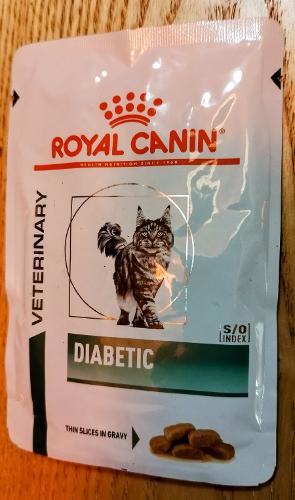 ROYAL CANIN®
HEALTH NUTRITION SINCE 1968
VETERINARY
S/O
INDEX
DIABETIC
THIN SLICES IN GRAVY